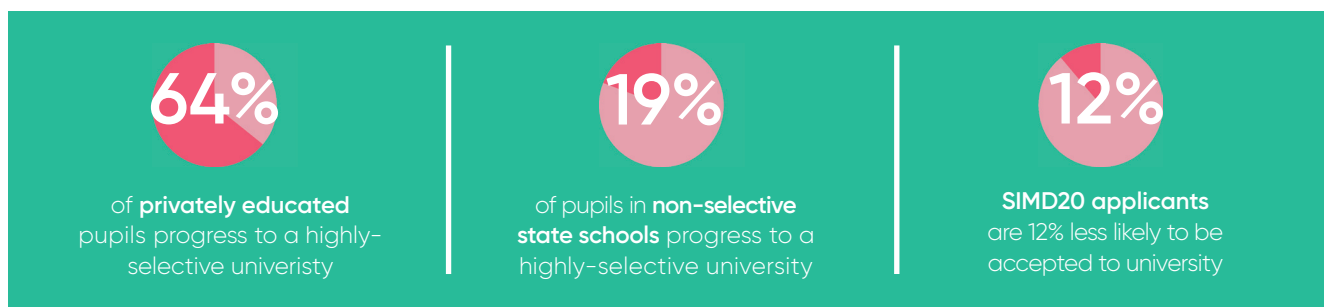 64%
of privately educated
pupils progress to a highly-
selective univeristy
19%
of pupils in non-selective
state schools progress to a
highly-selective university
12%
SIMD20 applicants
are 12% less likely to be
accepted to university